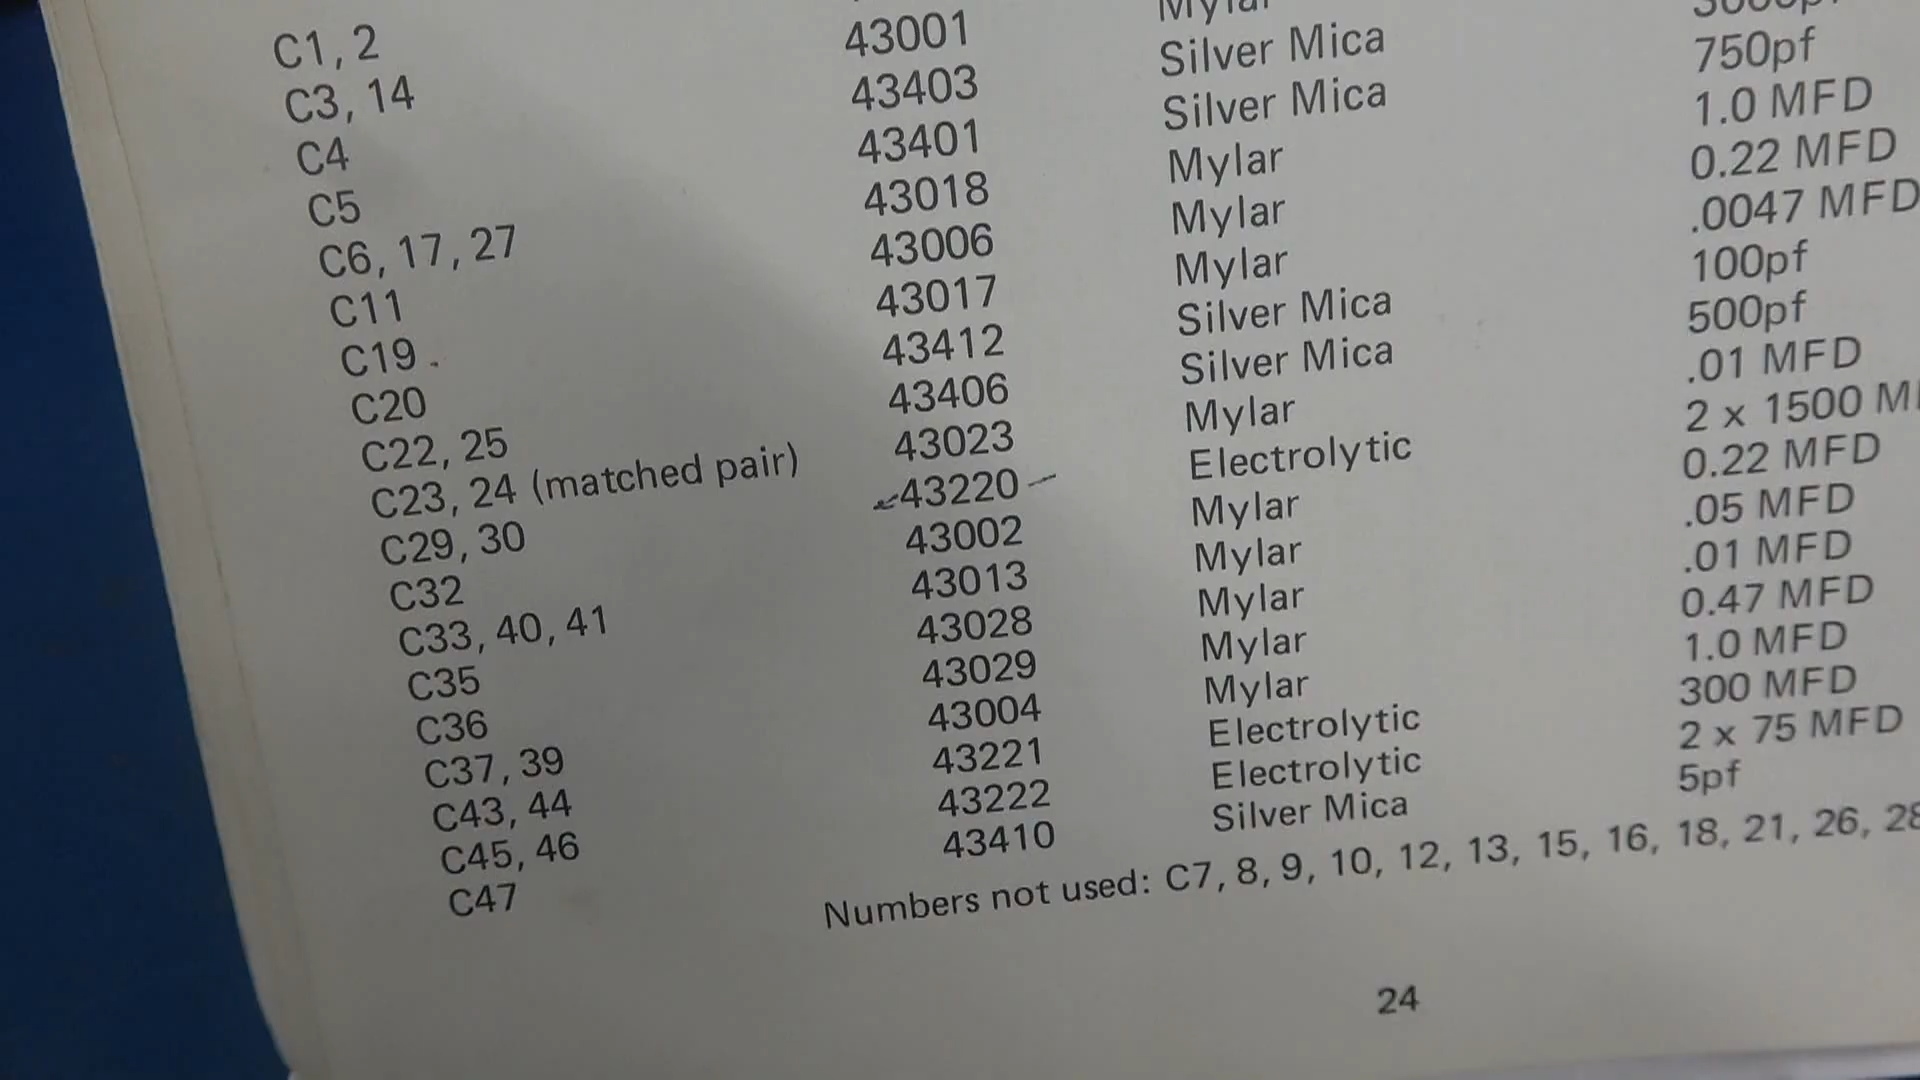 C1, 2
C3, 14 43001 Mylar
C4 43403 Silver Mica
C5 43401 Silver Mica 750pf
C6, 17, 27 43018 Mylar 1.0 MFD
C11 43006 Mylar 0.22 MFD
C19 43017 Mylar .0047 MFD
C20 43412 Silver Mica 100pf
C22, 25 43406 Silver Mica 500pf
C23, 24 (matched pair) 43023 Mylar .01 MFD
C29, 30 43220 Electrolytic 2 x 1500
C32 43002 Mylar 0.22 MFD
C33, 40, 41 43013 Mylar .05 MFD
C35 43028 Mylar .01 MFD
C36 43029 Mylar 0.47 MFD
C37, 39 43004 Mylar 1.0 MFD
C43, 44 43221 Electrolytic 300 MFD
C45, 46 43222 Electrolytic 2 x 75 MFD
C47 43410 Silver Mica 5pf
Numbers not used: C7, 8, 9, 10, 12, 13, 15, 16, 18, 21, 26, 28
24